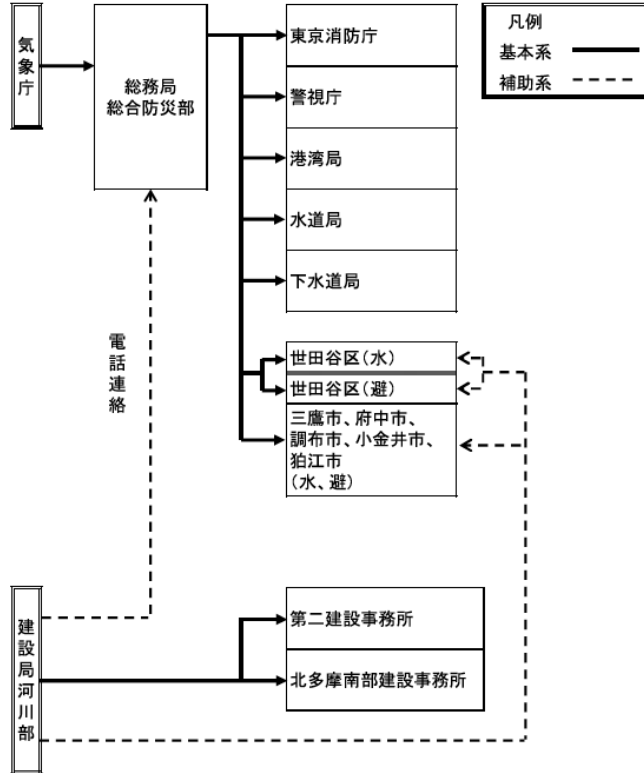 気象庁
総務局
総合防災部
東京消防庁
警視庁
港湾局
水道局
下水道局
世田谷区(水)
世田谷区(避)
三鷹市、府中市、
調布市、小金井市、
狛江市
(水、避)
凡例
基本系
補助系
電話連絡
建設局河川部
第二建設事務所
北多摩南部建設事務所